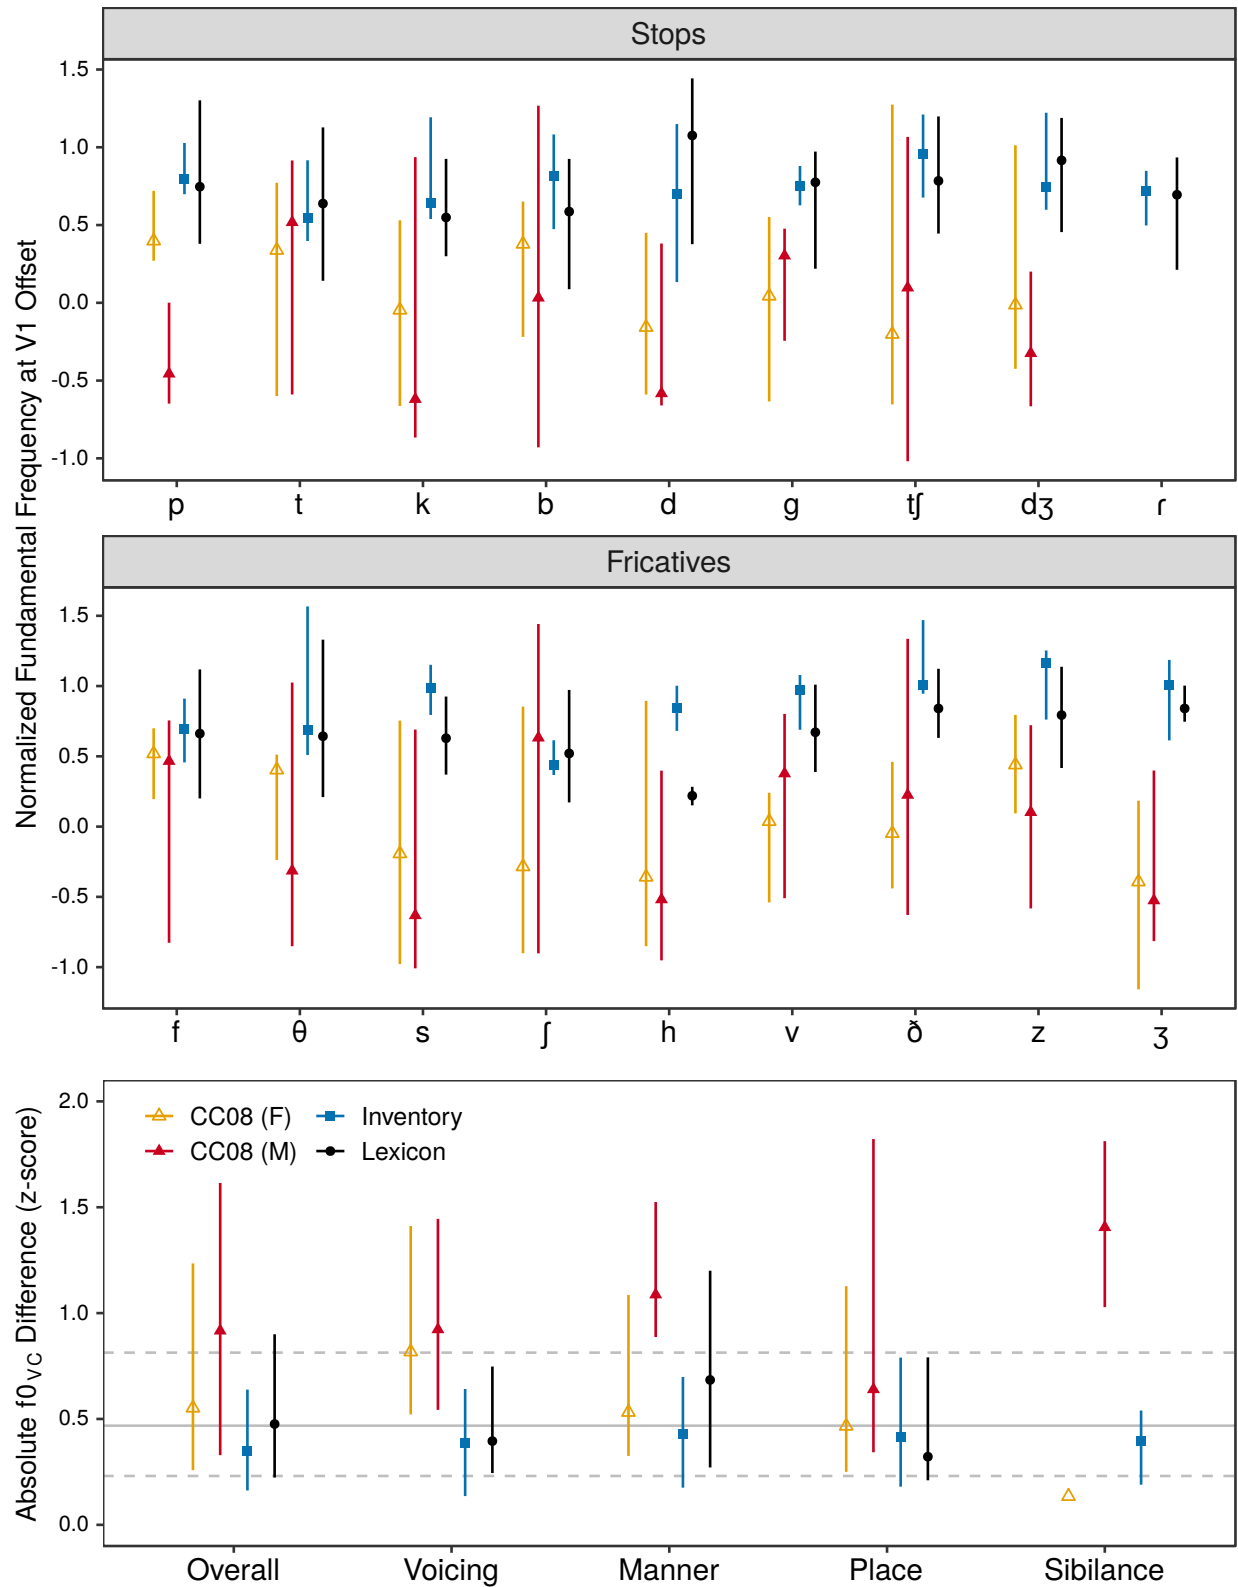 Stops
Normalized Fundamental Frequency at V1 Offset
1.5
1.0
0.5
0.0
-0.5
-1.0
p t k b d g tʃ dʒ ɾ
Fricatives
1.5
1.0
0.5
0.0
-0.5
-1.0
f θ s ʃ h v ð z ʒ
Absolute f0VC Difference (z-score)
2.0
1.5
1.0
0.5
0.0
CC08 (F) Inventory
CC08 (M) Lexicon
Overall Voicing Manner Place Sibilance